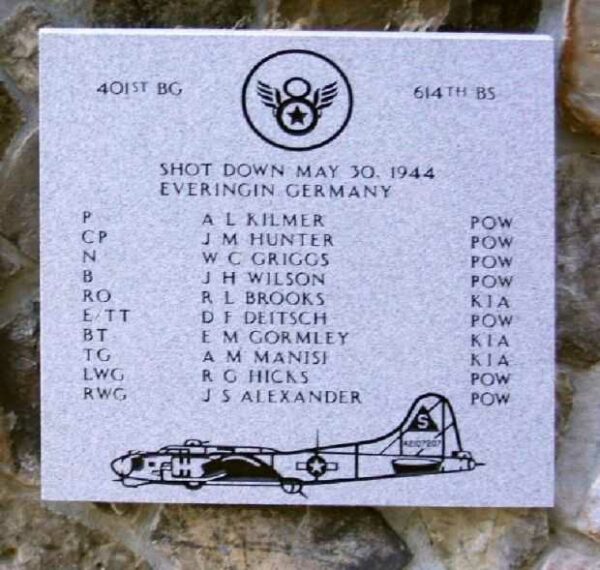 401ST BG
614TH BS
SHOT DOWN MAY 30, 1944
EVERINGIN GERMANY
P A L KILMER POW
CP J M HUNTER POW
N W C GRIGGS POW
B J H WILSON POW
RO R L BROOKS KIA
E/TT D F DEITSCH POW
BT E M GORMLEY KIA
TG A M MANISI KIA
LWG R G HICKS POW
RWG J S ALEXANDER POW
S
42107207